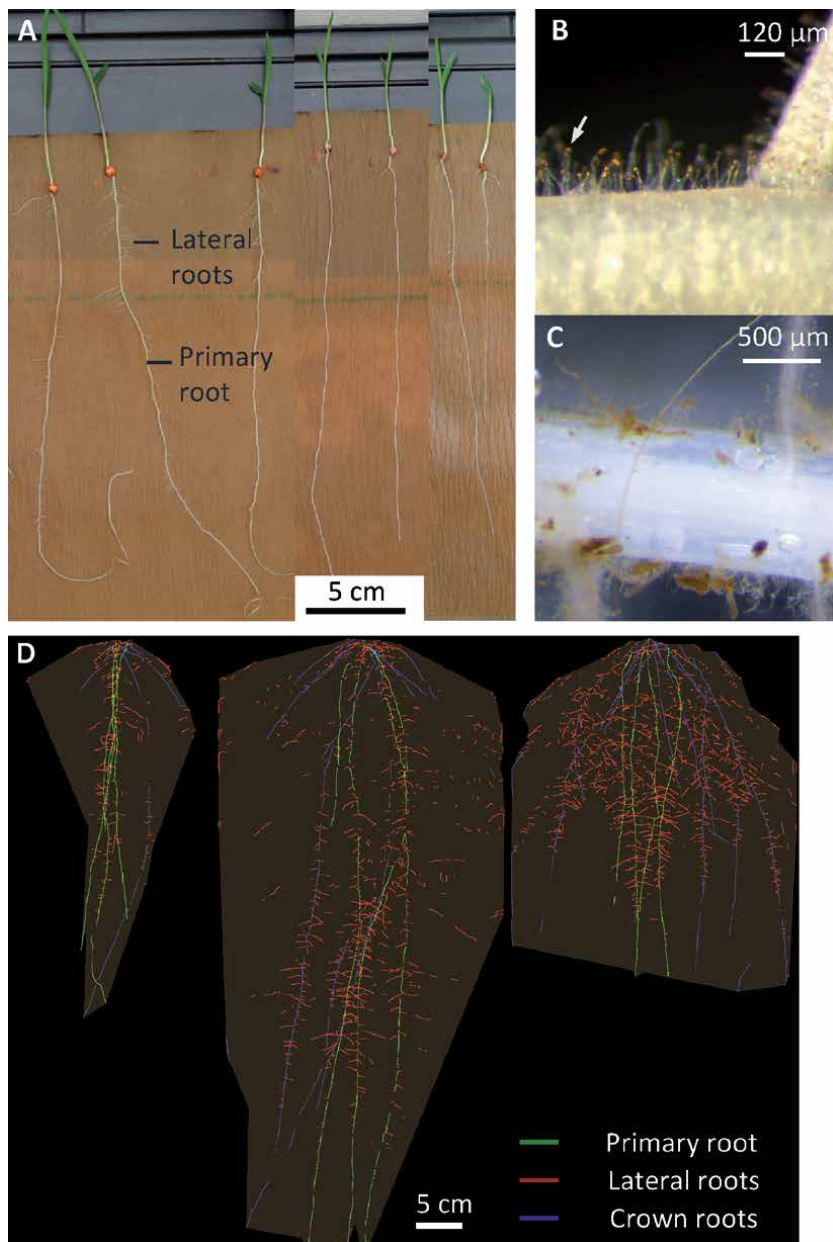 A
Lateral
roots
Primary
root
5 cm
B
120 µm
C
500 µm
D
Primary root
Lateral roots
Crown roots
5 cm